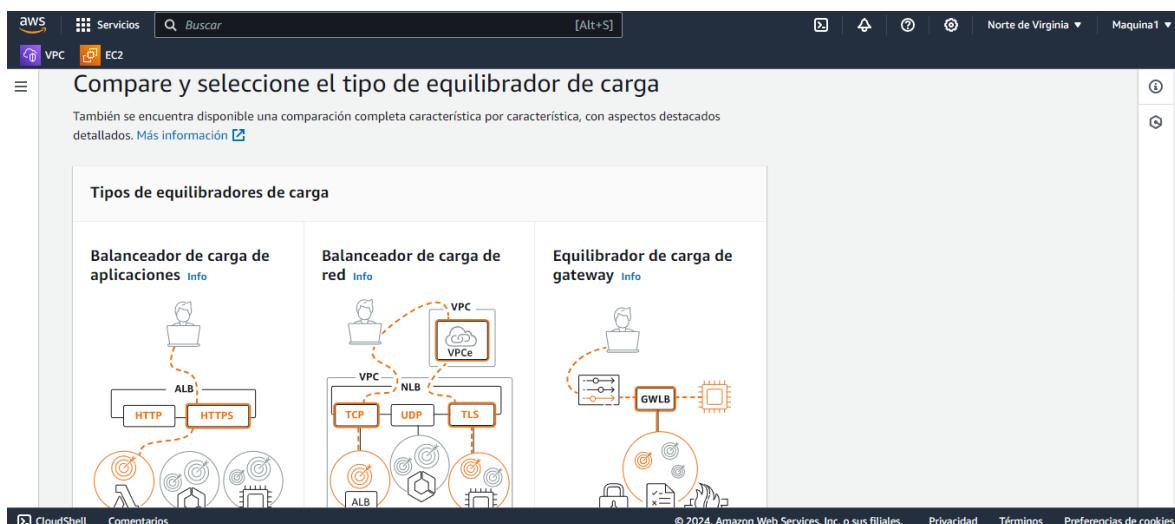 aws
Servicios
Buscar
[Alt+S]
Norte de Virginia
Maquina1
VPC
EC2
Compare y seleccione el tipo de equilibrador de carga
También se encuentra disponible una comparación completa característica por característica, con aspectos destacados
detallados. Más información
Tipos de equilibradores de carga
Balanceador de carga de
aplicaciones Info
ALB
HTTP
HTTPS
Balanceador de carga de
red Info
VPC
VPCe
VPC
NLB
TCP
UDP
TLS
ALB
Equilibrador de carga de
gateway Info
GWLB
CloudShell
Comentarios
© 2024, Amazon Web Services, Inc. o sus filiales.
Privacidad
Términos
Preferencias de cookies